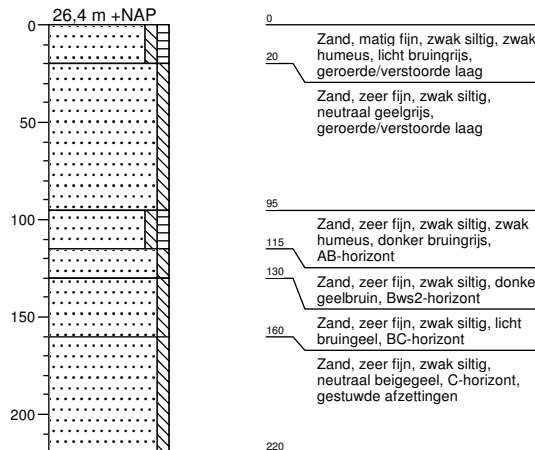 26,4 m +NAP
0
50
100
150
200
0
Zand, matig fijn, zwak siltig, zwak
humeus, licht bruingrijs,
geroerde/verstoorde laag
20
Zand, zeer fijn, zwak siltig,
neutraal geelgrijs,
geroerde/verstoorde laag
95
Zand, zeer fijn, zwak siltig, zwak
humeus, donker bruingrijs,
AB-horizont
115
Zand, zeer fijn, zwak siltig, donke
geelbruin, Bws2-horizont
130
Zand, zeer fijn, zwak siltig, licht
bruingeel, BC-horizont
160
Zand, zeer fijn, zwak siltig,
neutraal beigegeel, C-horizont,
gestuwde afzettingen
220